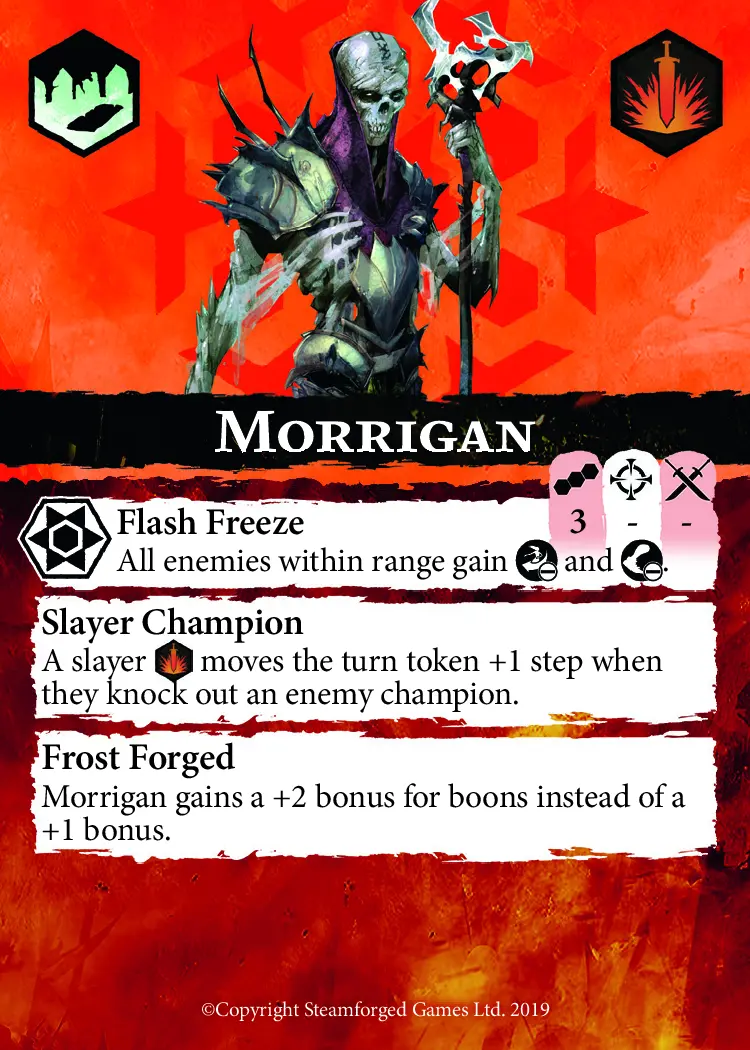 MORRIGAN
Flash Freeze
3 - -
All enemies within range gain and .
Slayer Champion
A slayer moves the turn token +1 step when
they knock out an enemy champion.
Frost Forged
Morrigan gains a +2 bonus for boons instead of a
+1 bonus.
©Copyright Steamforged Games Ltd. 2019